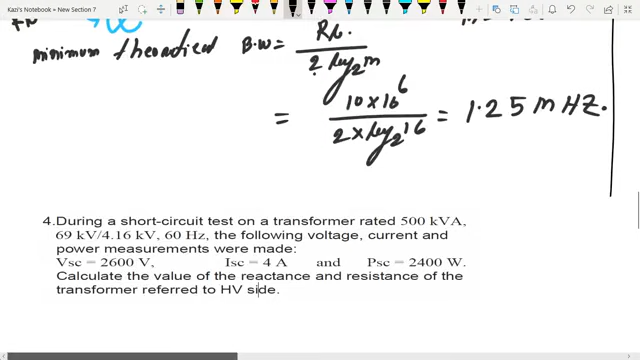 Kazi's Notebook » New Section 7
minimum theoretical B.W = Rb.
2 log2 m
= 10 × 10^6
2 × log2 16
= 1.25 m HZ.
4. During a short-circuit test on a transformer rated 500 kVA,
69 kV/4.16 kV, 60 Hz, the following voltage, current and
power measurements were made:
Vsc = 2600 V, Isc = 4 A and Psc = 2400 W.
Calculate the value of the reactance and resistance of the
transformer referred to HV side.